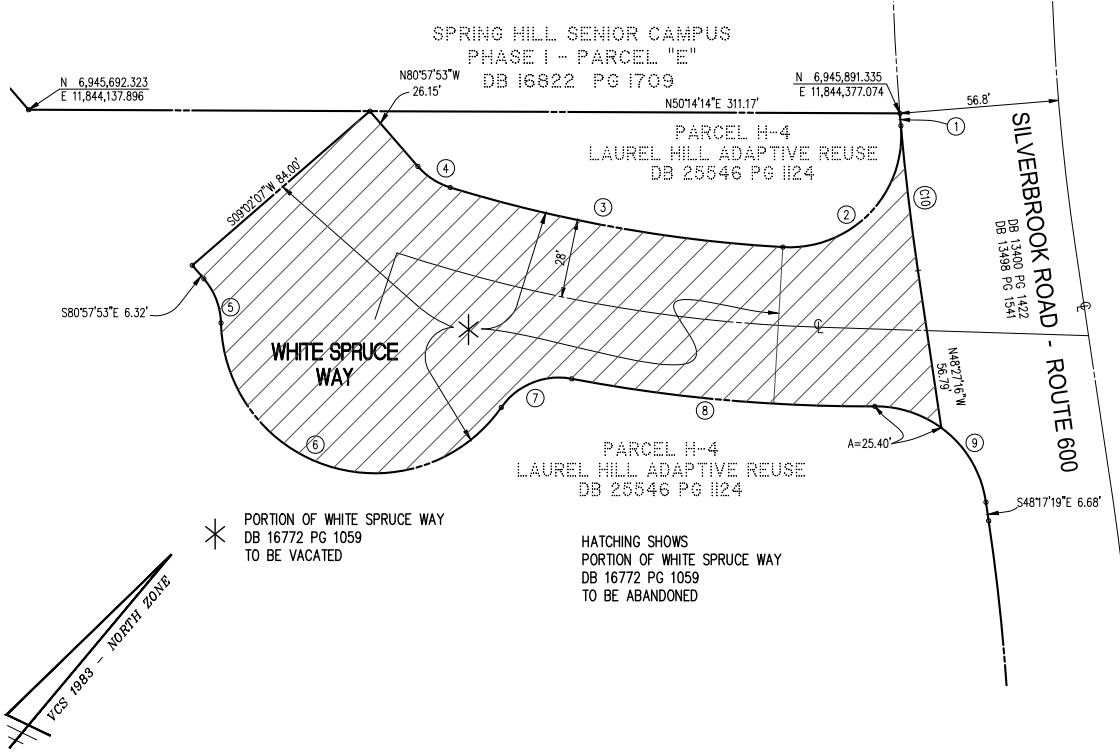 SPRING HILL SENIOR CAMPUS
PHASE I - PARCEL "E"
DB 16822 PG 1709
N 6,945,692.323
E 11,844,137.896
N80°57'53"W
26.15'
N 6,945,891.335
E 11,844,377.074
N50°14'14"E 311.17'
56.8'
1
PARCEL H-4
LAUREL HILL ADAPTIVE REUSE
DB 25546 PG 1124
SILVERBROOK ROAD - ROUTE 600
DB 13400 PG 1422
DB 13498 PG 1541
S09°02'07"W 84.00'
4
3
2
C10
28'
S80°57'53"E 6.32'
5
WHITE SPRUCE
WAY
℄
℄
N48°27'16"W
56.79'
7
8
6
A=25.40'
9
PARCEL H-4
LAUREL HILL ADAPTIVE REUSE
DB 25546 PG 1124
S48°17'19"E 6.68'
PORTION OF WHITE SPRUCE WAY
DB 16772 PG 1059
TO BE VACATED
HATCHING SHOWS
PORTION OF WHITE SPRUCE WAY
DB 16772 PG 1059
TO BE ABANDONED
VCS 1983 - NORTH ZONE